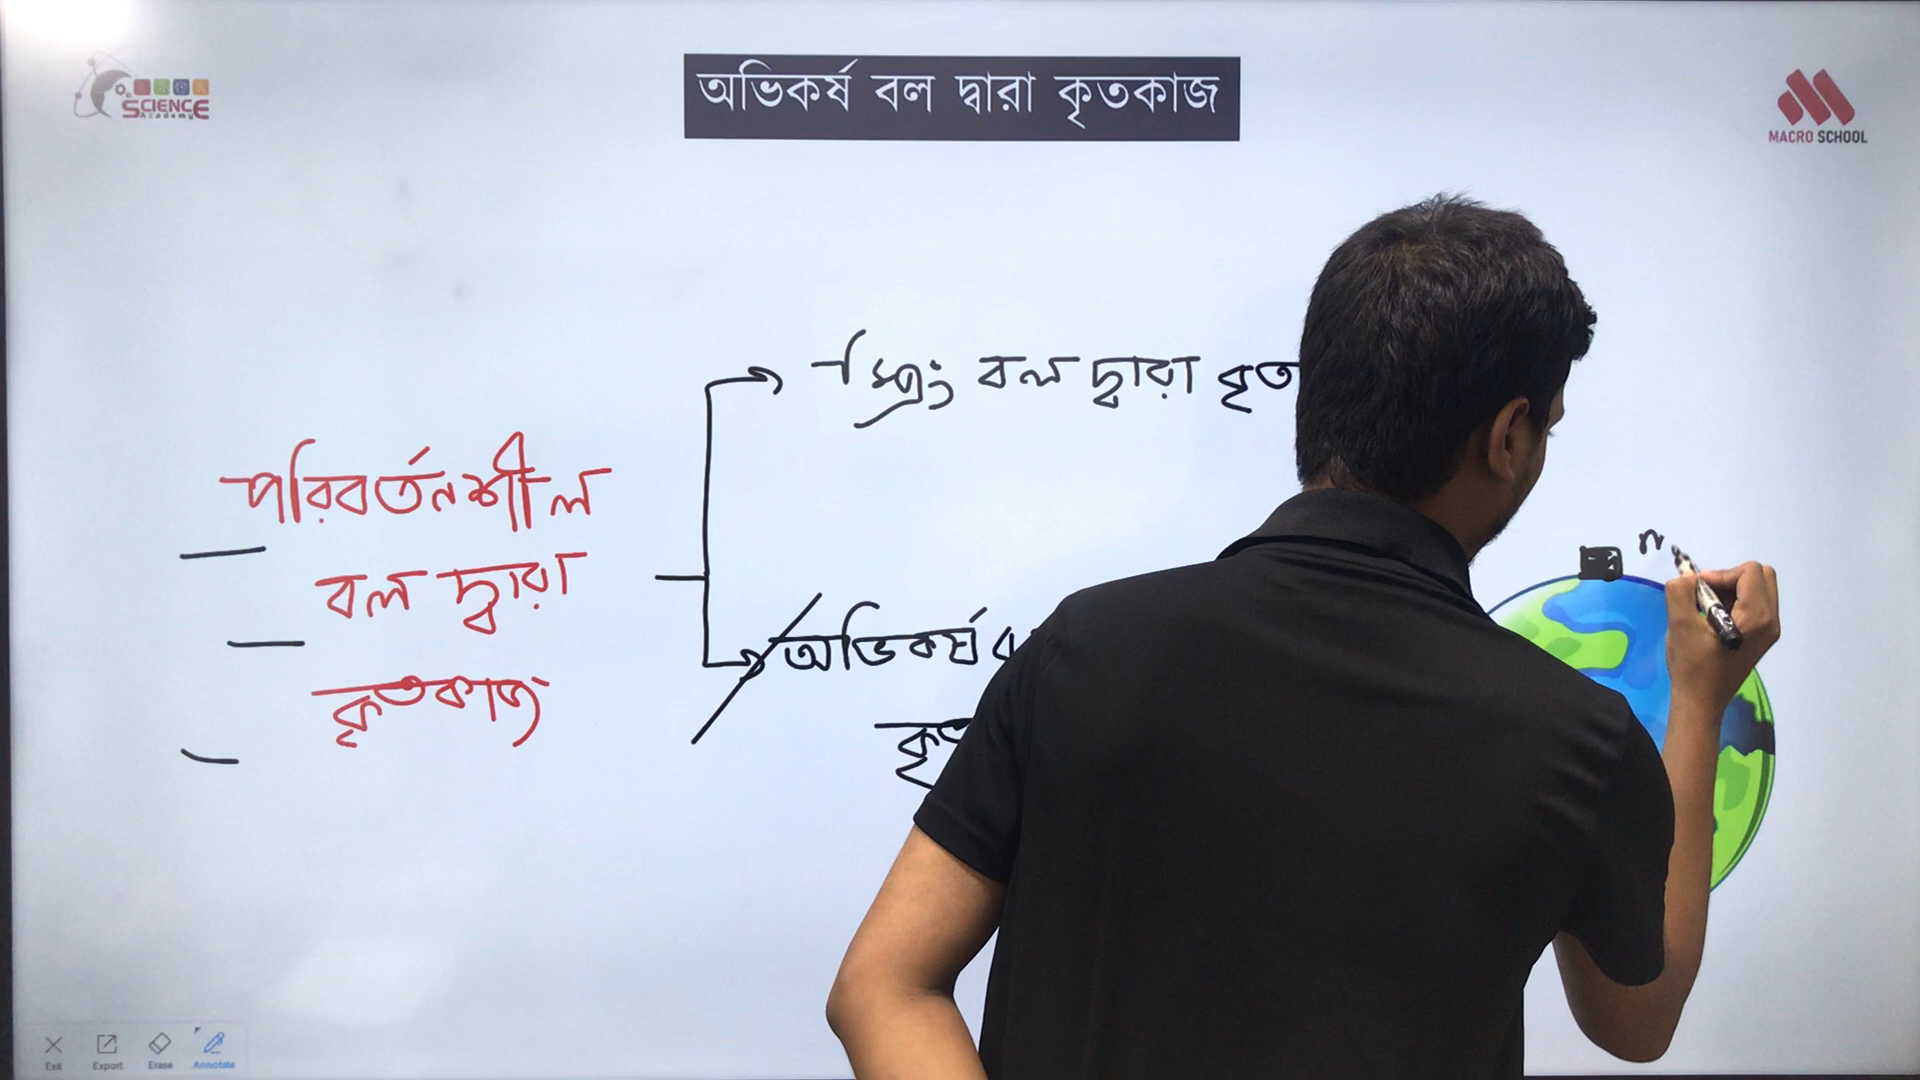 SCIENCE
Academy
অভিকর্ষ বল দ্বারা কৃতকাজ
MACRO SCHOOL
স্প্রিং বল দ্বারা কৃত
পরিবর্তনশীল
বল দ্বারা
কৃতকাজ
অভিকর্ষ ব
কৃত
m
Exit
Export
Erase
Annotate